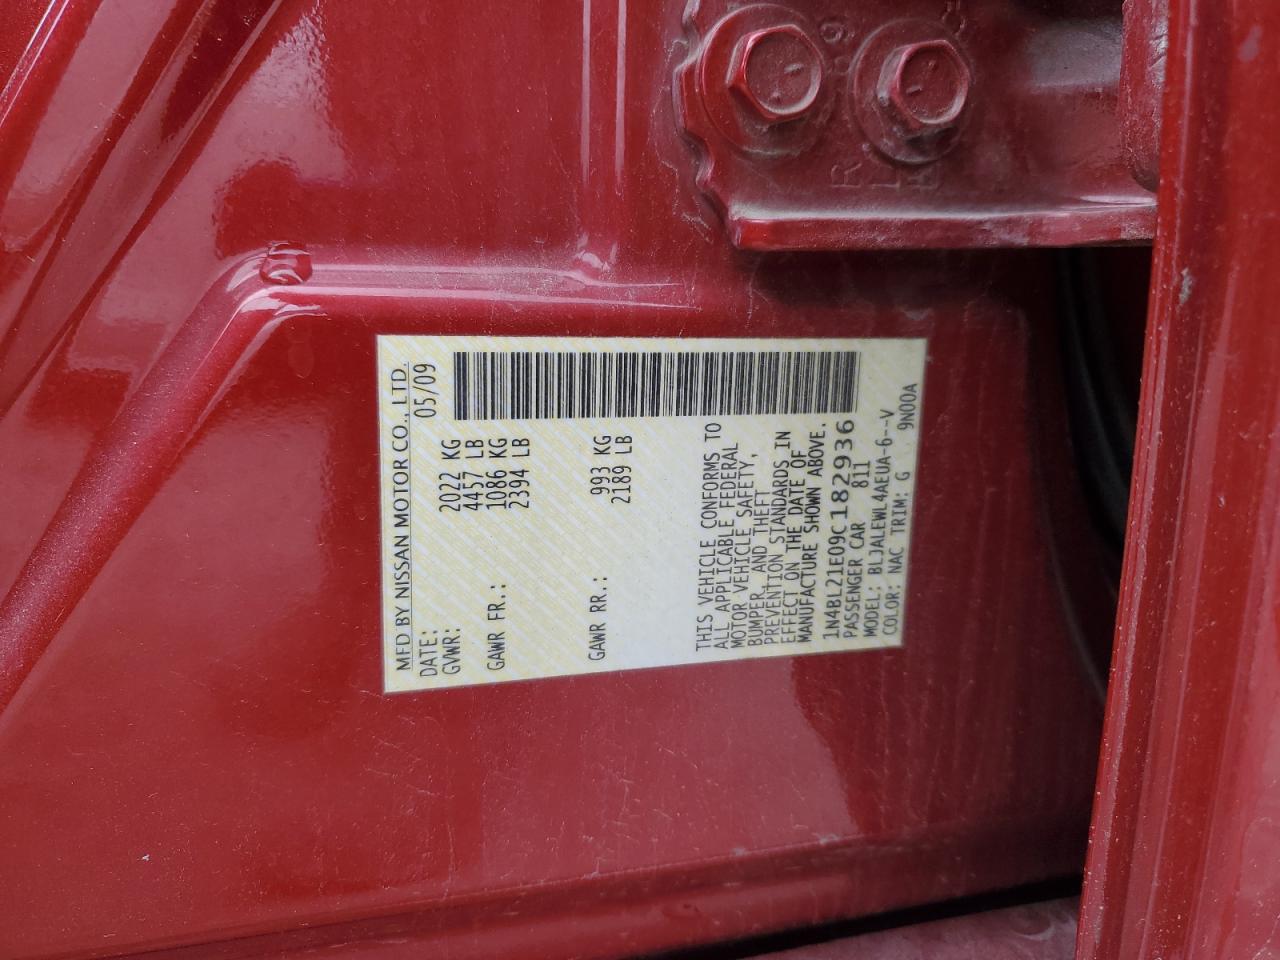 MFD BY NISSAN MOTOR CO., LTD.
DATE: 05/09
GVWR: 2022 KG
4457 LB
GAWR FR.: 1086 KG
2394 LB
GAWR RR.: 993 KG
2189 LB
THIS VEHICLE CONFORMS TO
ALL APPLICABLE FEDERAL
MOTOR VEHICLE SAFETY,
BUMPER, AND THEFT
PREVENTION STANDARDS IN
EFFECT ON THE DATE OF
MANUFACTURE SHOWN ABOVE.
1N4BL21E09C182936
PASSENGER CAR 811
MODEL: BLJALEWL4AEUA-6--V
COLOR: NAC TRIM: G 9N00A